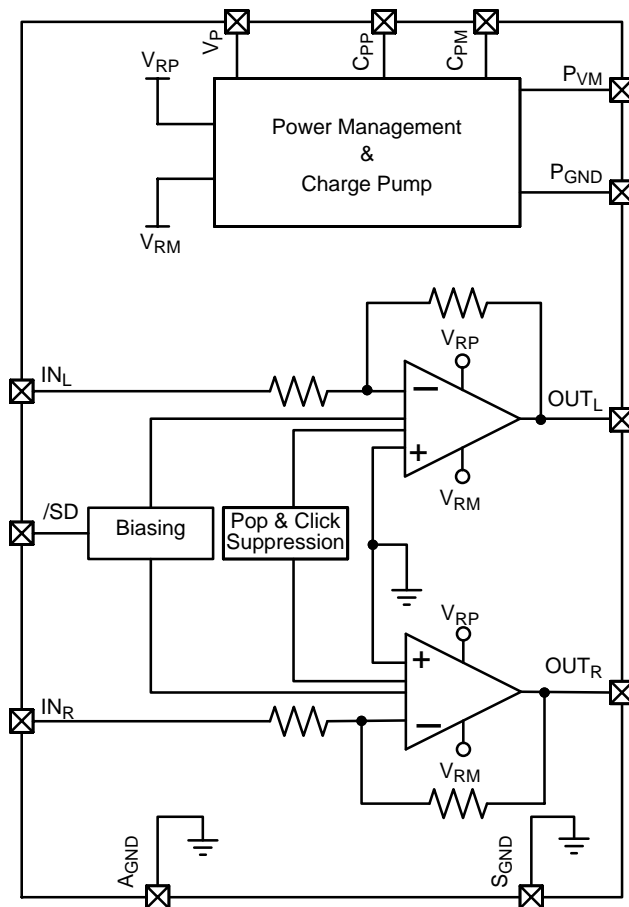 V_P
C_PP
C_PM
V_RP
P_VM
Power Management
&
Charge Pump
P_GND
V_RM
V_RP
IN_L
−
OUT_L
+
V_RM
/SD
Biasing
Pop & Click
Suppression
V_RP
+
OUT_R
IN_R
−
V_RM
A_GND
S_GND